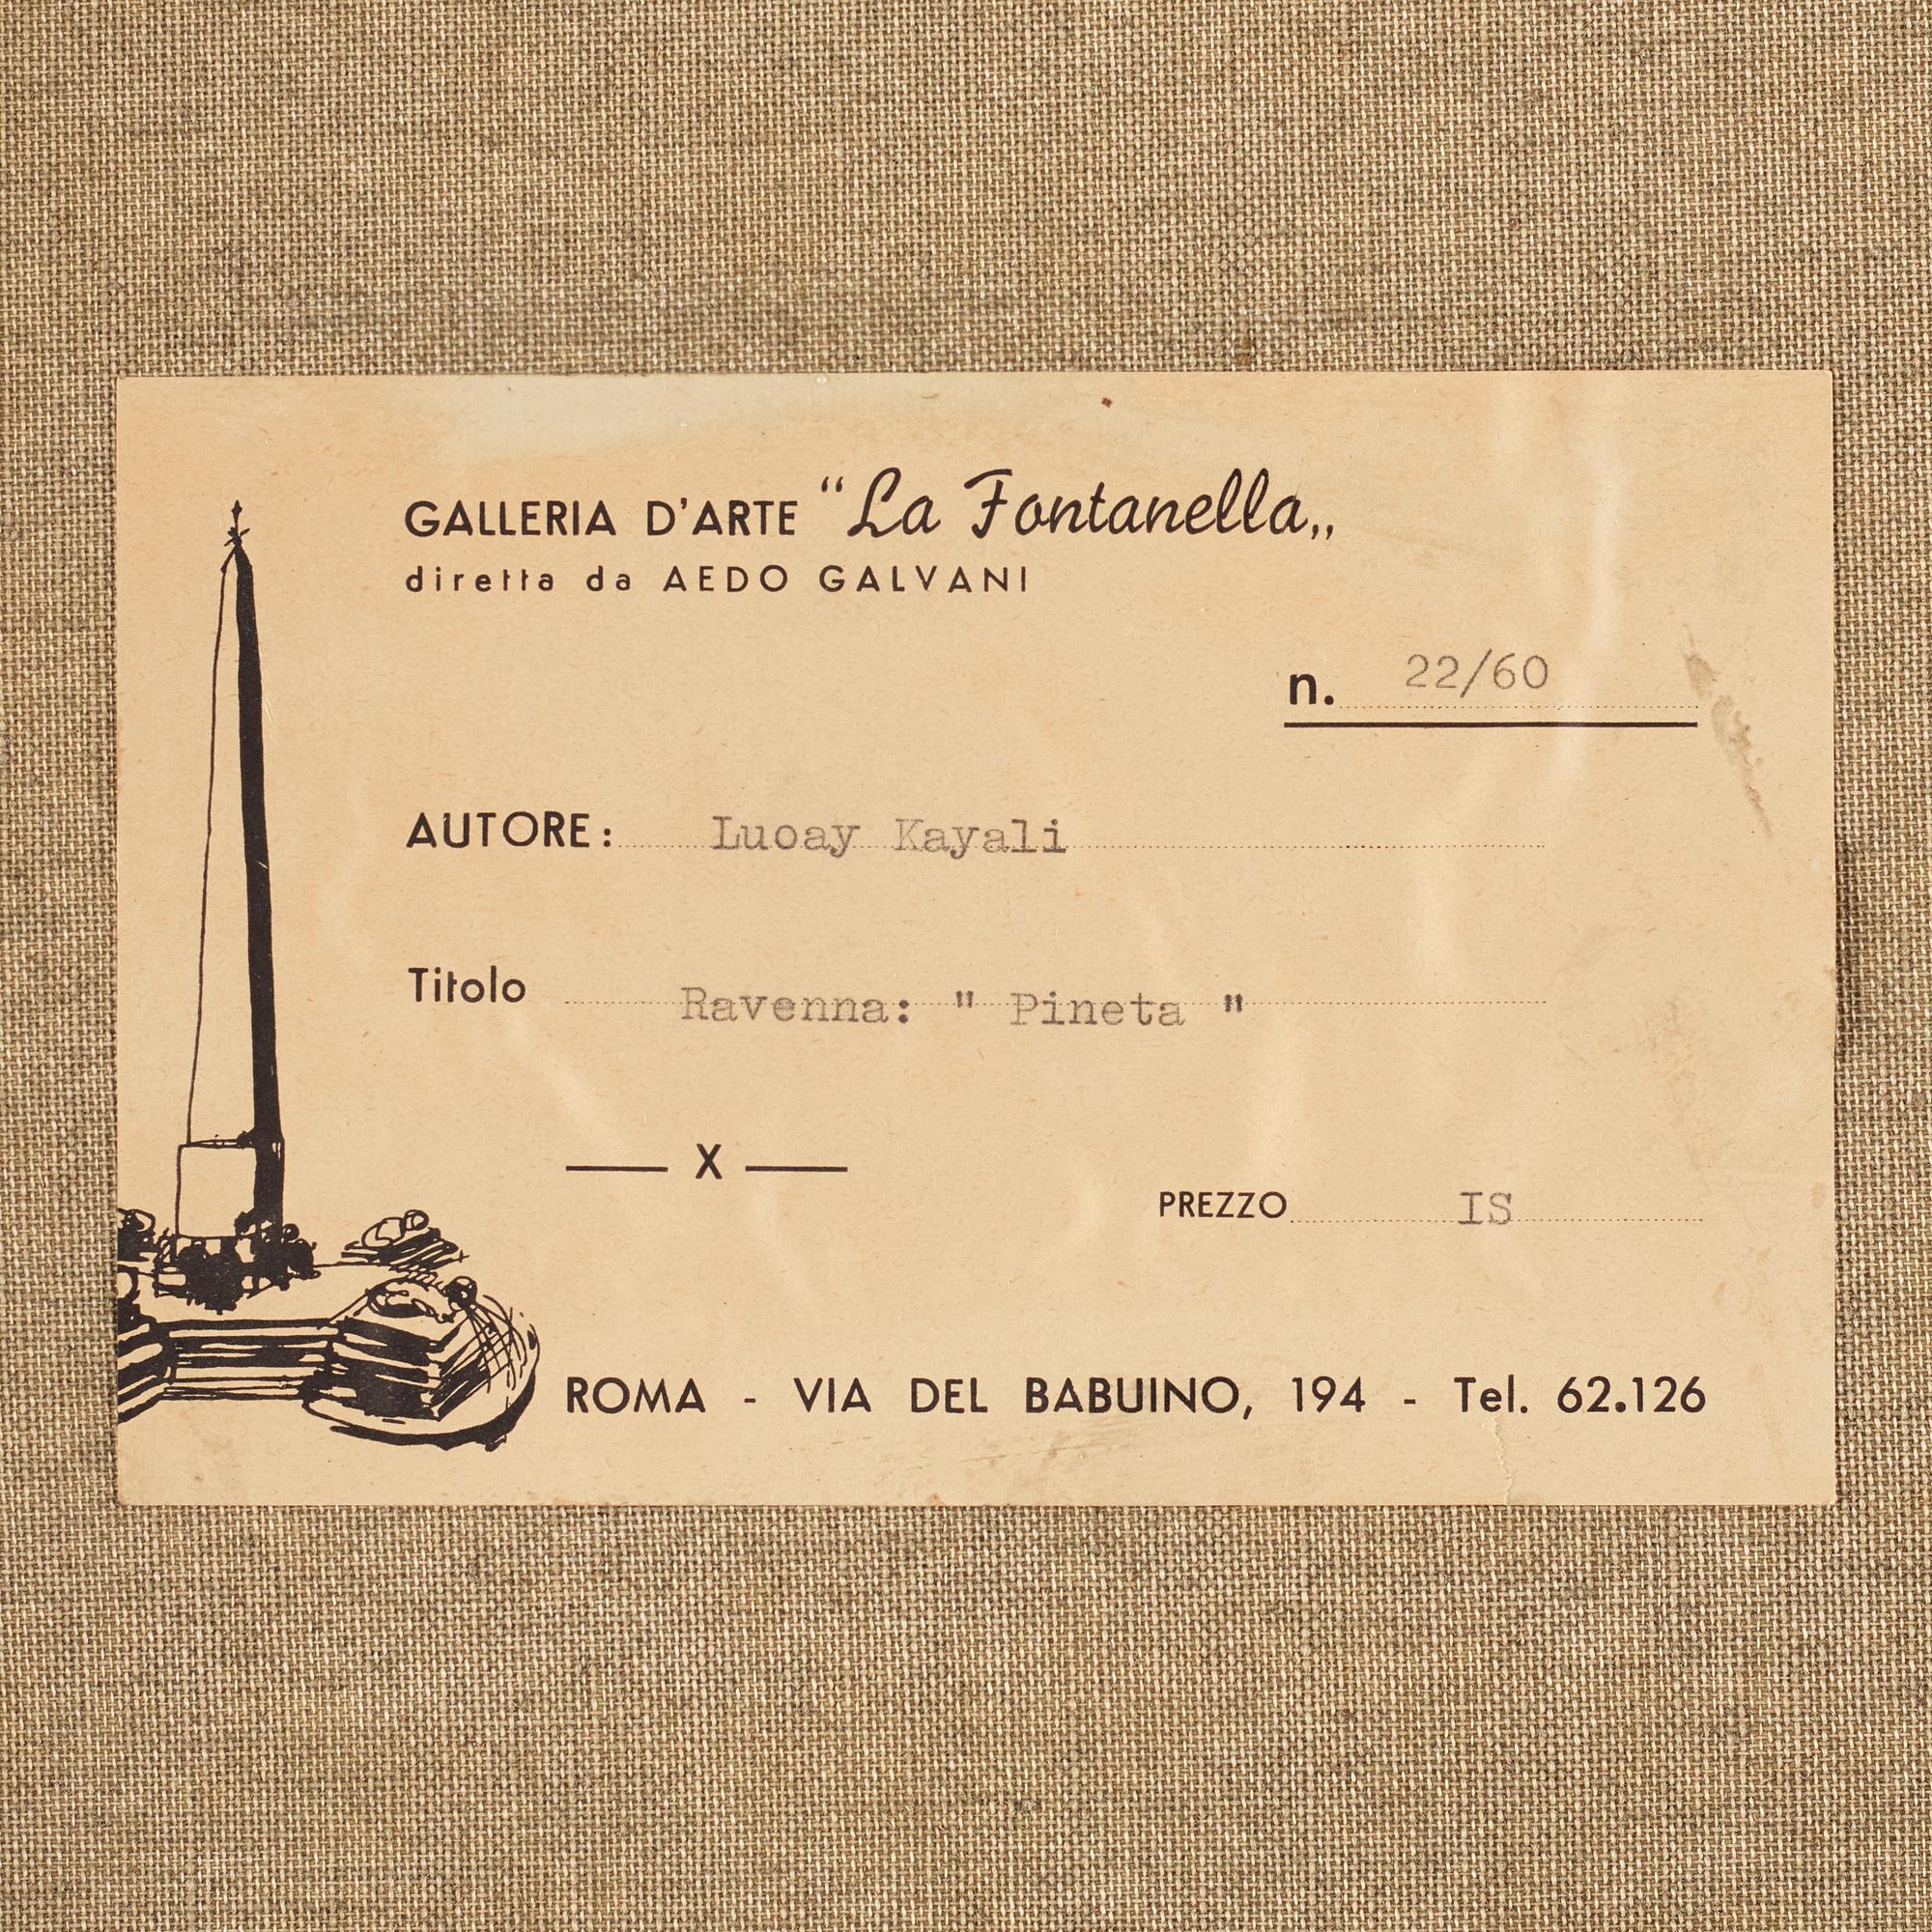 GALLERIA D'ARTE “La Fontanella„
diretta da AEDO GALVANI
n. 22/60
AUTORE: Luoay Kayali
Titolo Ravenna: " Pineta "
— X —
PREZZO IS
ROMA - VIA DEL BABUINO, 194 - Tel. 62.126